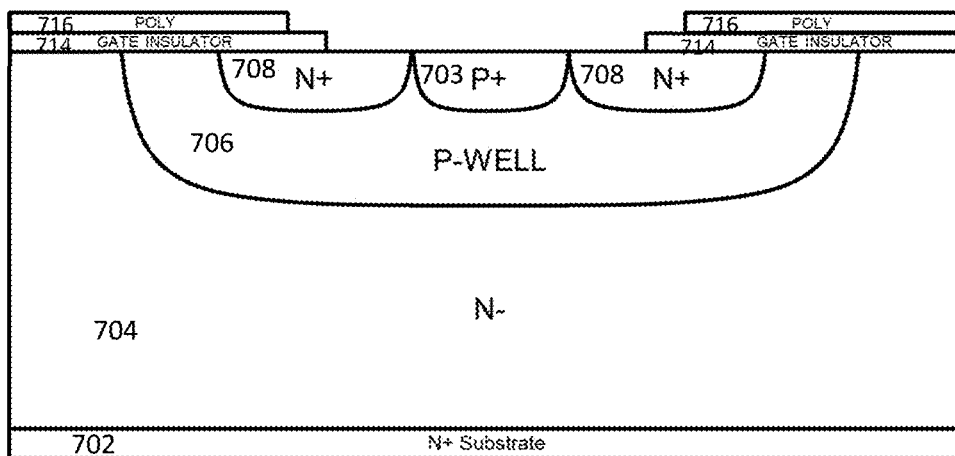 716 POLY 716 POLY
714 GATE INSULATOR 714 GATE INSULATOR
708 N+ 703 P+ 708 N+
706 P-WELL
N-
704
702 N+ Substrate